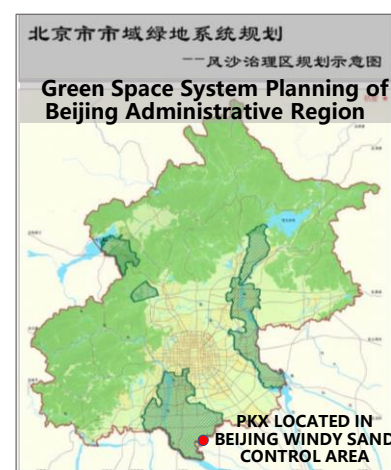 北京市市域绿地系统规划
——风沙治理区规划示意图
Green Space System Planning of
Beijing Administrative Region
PKX LOCATED IN
BEIJING WINDY SAND
CONTROL AREA